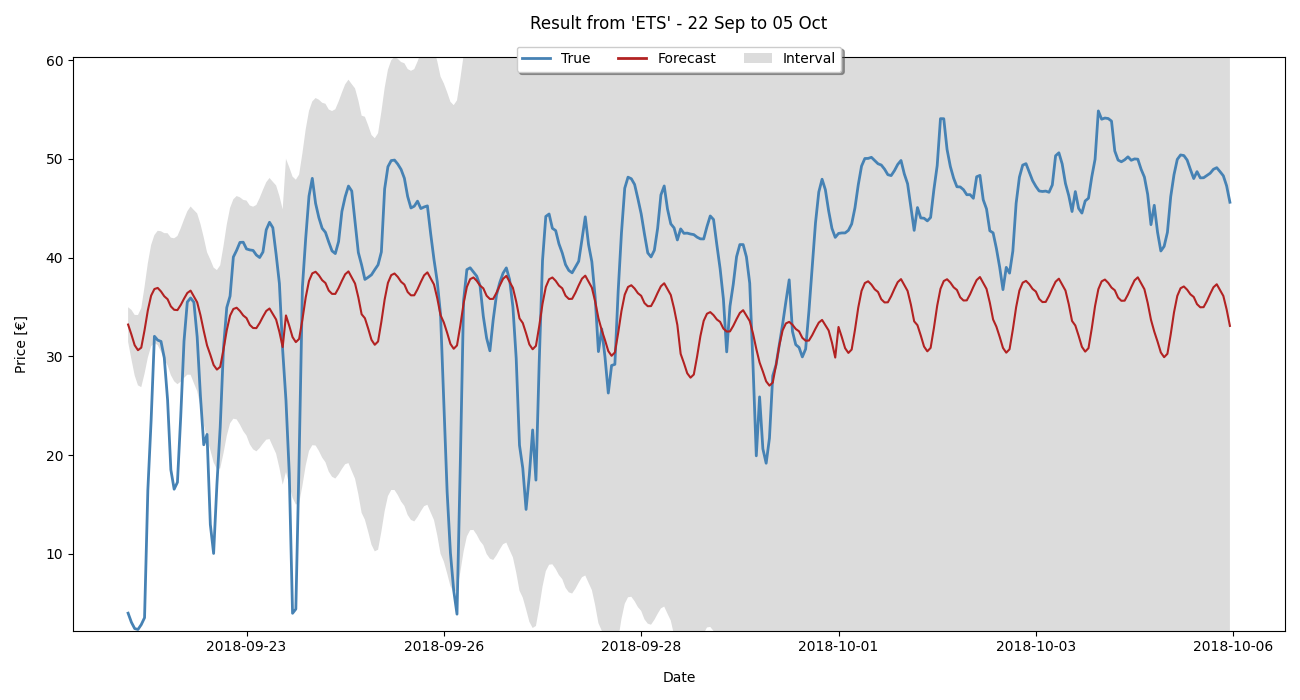 Result from 'ETS' - 22 Sep to 05 Oct
True Forecast Interval
60
50
40
30
20
10
Price [€]
2018-09-23 2018-09-26 2018-09-28 2018-10-01 2018-10-03 2018-10-06
Date